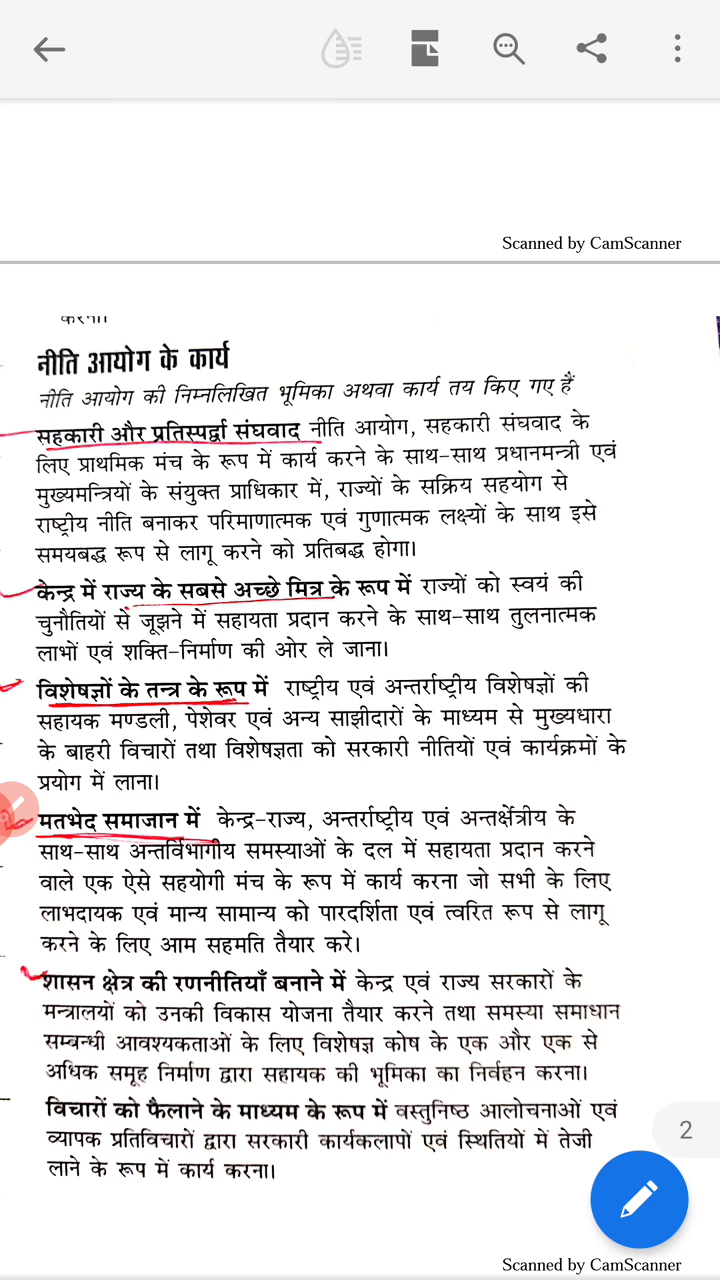 Scanned by CamScanner
करना।
नीति आयोग के कार्य
नीति आयोग की निम्नलिखित भूमिका अथवा कार्य तय किए गए हैं
सहकारी और प्रतिस्पर्द्धा संघवाद नीति आयोग, सहकारी संघवाद के
लिए प्राथमिक मंच के रूप में कार्य करने के साथ-साथ प्रधानमन्त्री एवं
मुख्यमन्त्रियों के संयुक्त प्राधिकार में, राज्यों के सक्रिय सहयोग से
राष्ट्रीय नीति बनाकर परिमाणात्मक एवं गुणात्मक लक्ष्यों के साथ इसे
समयबद्ध रूप से लागू करने को प्रतिबद्ध होगा।
केन्द्र में राज्य के सबसे अच्छे मित्र के रूप में राज्यों को स्वयं की
चुनौतियों से जूझने में सहायता प्रदान करने के साथ-साथ तुलनात्मक
लाभों एवं शक्ति-निर्माण की ओर ले जाना।
विशेषज्ञों के तन्त्र के रूप में राष्ट्रीय एवं अन्तर्राष्ट्रीय विशेषज्ञों की
सहायक मण्डली, पेशेवर एवं अन्य साझीदारों के माध्यम से मुख्यधारा
के बाहरी विचारों तथा विशेषज्ञता को सरकारी नीतियों एवं कार्यक्रमों के
प्रयोग में लाना।
मतभेद समाजान में केन्द्र-राज्य, अन्तर्राष्ट्रीय एवं अन्तर्क्षेत्रीय के
साथ-साथ अन्तर्विभागीय समस्याओं के दल में सहायता प्रदान करने
वाले एक ऐसे सहयोगी मंच के रूप में कार्य करना जो सभी के लिए
लाभदायक एवं मान्य सामान्य को पारदर्शिता एवं त्वरित रूप से लागू
करने के लिए आम सहमति तैयार करे।
शासन क्षेत्र की रणनीतियाँ बनाने में केन्द्र एवं राज्य सरकारों के
मन्त्रालयों को उनकी विकास योजना तैयार करने तथा समस्या समाधान
सम्बन्धी आवश्यकताओं के लिए विशेषज्ञ कोष के एक और एक से
अधिक समूह निर्माण द्वारा सहायक की भूमिका का निर्वहन करना।
विचारों को फैलाने के माध्यम के रूप में वस्तुनिष्ठ आलोचनाओं एवं
व्यापक प्रतिविचारों द्वारा सरकारी कार्यकलापों एवं स्थितियों में तेजी
लाने के रूप में कार्य करना।
2
Scanned by CamScanner